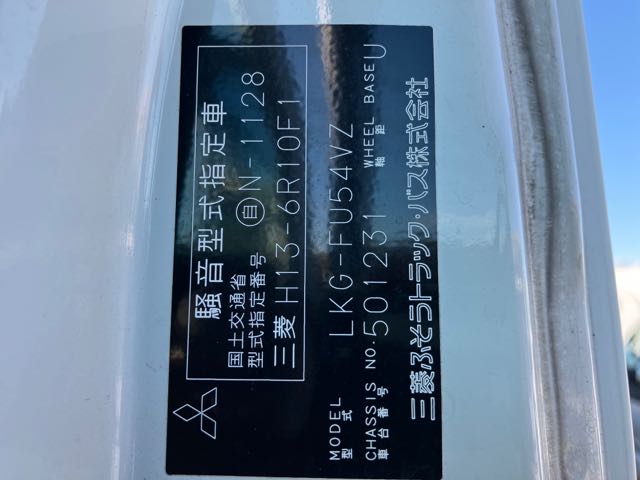 騒音型式指定車
国土交通省
型式指定番号 自N-1128
三菱 H13-6R10F1
MODEL
型式 LKG-FU54VZ
CHASSIS NO.
車台番号 501231
WHEEL BASE
軸距 U
三菱ふそうトラック・バス株式会社